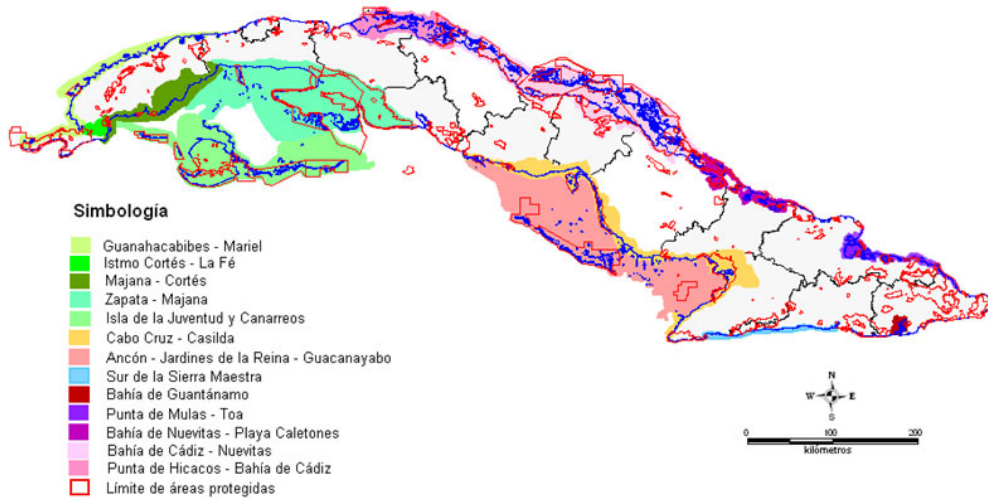 Simbología
Guanahacabibes - Mariel
Istmo Cortés - La Fé
Majana - Cortés
Zapata - Majana
Isla de la Juventud y Canarreos
Cabo Cruz - Casilda
Ancón - Jardines de la Reina - Guacanayabo
Sur de la Sierra Maestra
Bahía de Guantánamo
Punta de Mulas - Toa
Bahía de Nuevitas - Playa Caletones
Bahía de Cádiz - Nuevitas
Punta de Hicacos - Bahía de Cádiz
Límite de áreas protegidas
N
W E
S
0 100 200
kilómetros